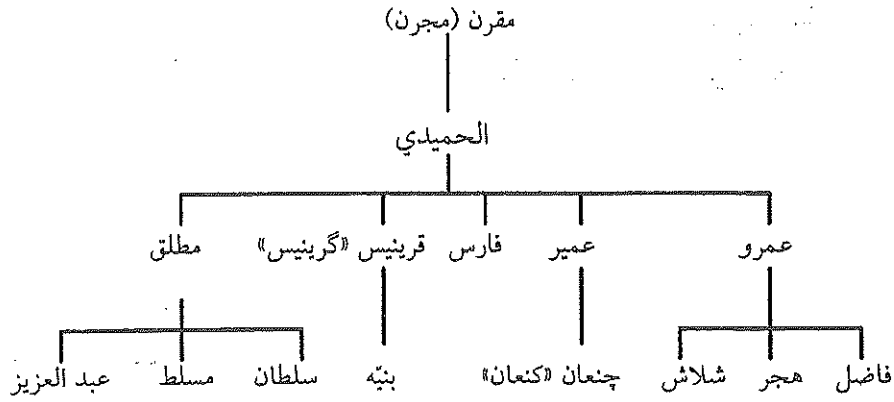 مقرن (مجرن)
الحميدي
عمرو عمير فارس قرينيس «گرينيس» مطلق
فاضل هجر شلاش چنعان «كنعان» بنيّه سلطان مسلط عبد العزيز